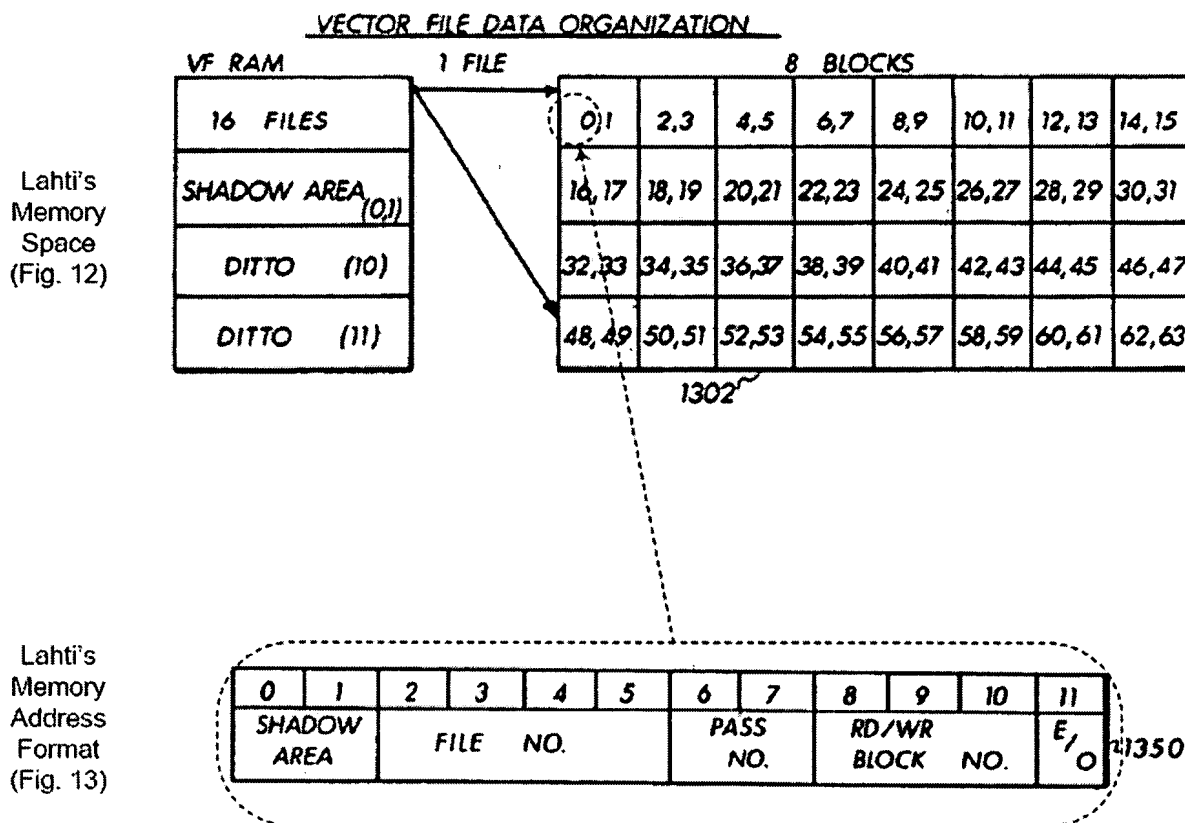 VECTOR FILE DATA ORGANIZATION
VF RAM 1 FILE 8 BLOCKS
16 FILES
SHADOW AREA (0,1)
DITTO (10)
DITTO (11)
0,1 2,3 4,5 6,7 8,9 10,11 12,13 14,15
16,17 18,19 20,21 22,23 24,25 26,27 28,29 30,31
32,33 34,35 36,37 38,39 40,41 42,43 44,45 46,47
48,49 50,51 52,53 54,55 56,57 58,59 60,61 62,63
1302
Lahti's
Memory
Space
(Fig. 12)
Lahti's
Memory
Address
Format
(Fig. 13)
0 1 2 3 4 5 6 7 8 9 10 11
SHADOW AREA
FILE NO.
PASS NO.
RD/WR BLOCK NO.
E/O
1350